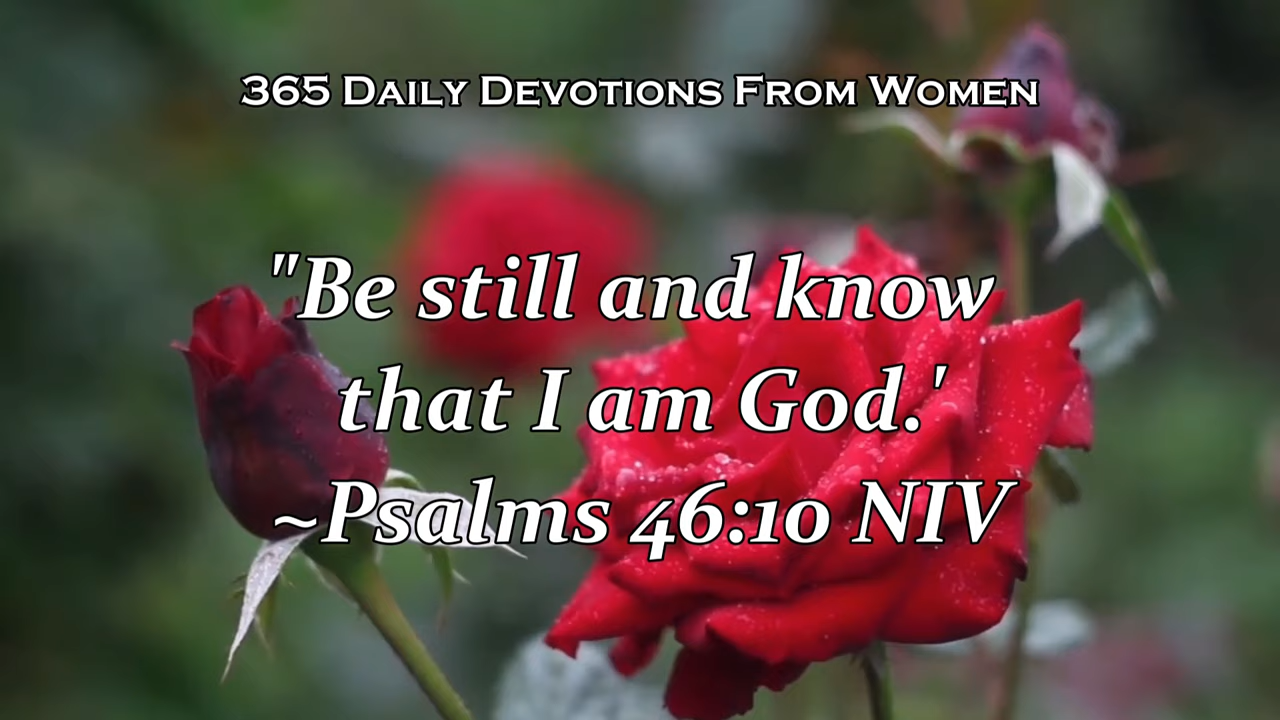 365 Daily Devotions From Women
"Be still and know
that I am God.'
~Psalms 46:10 NIV